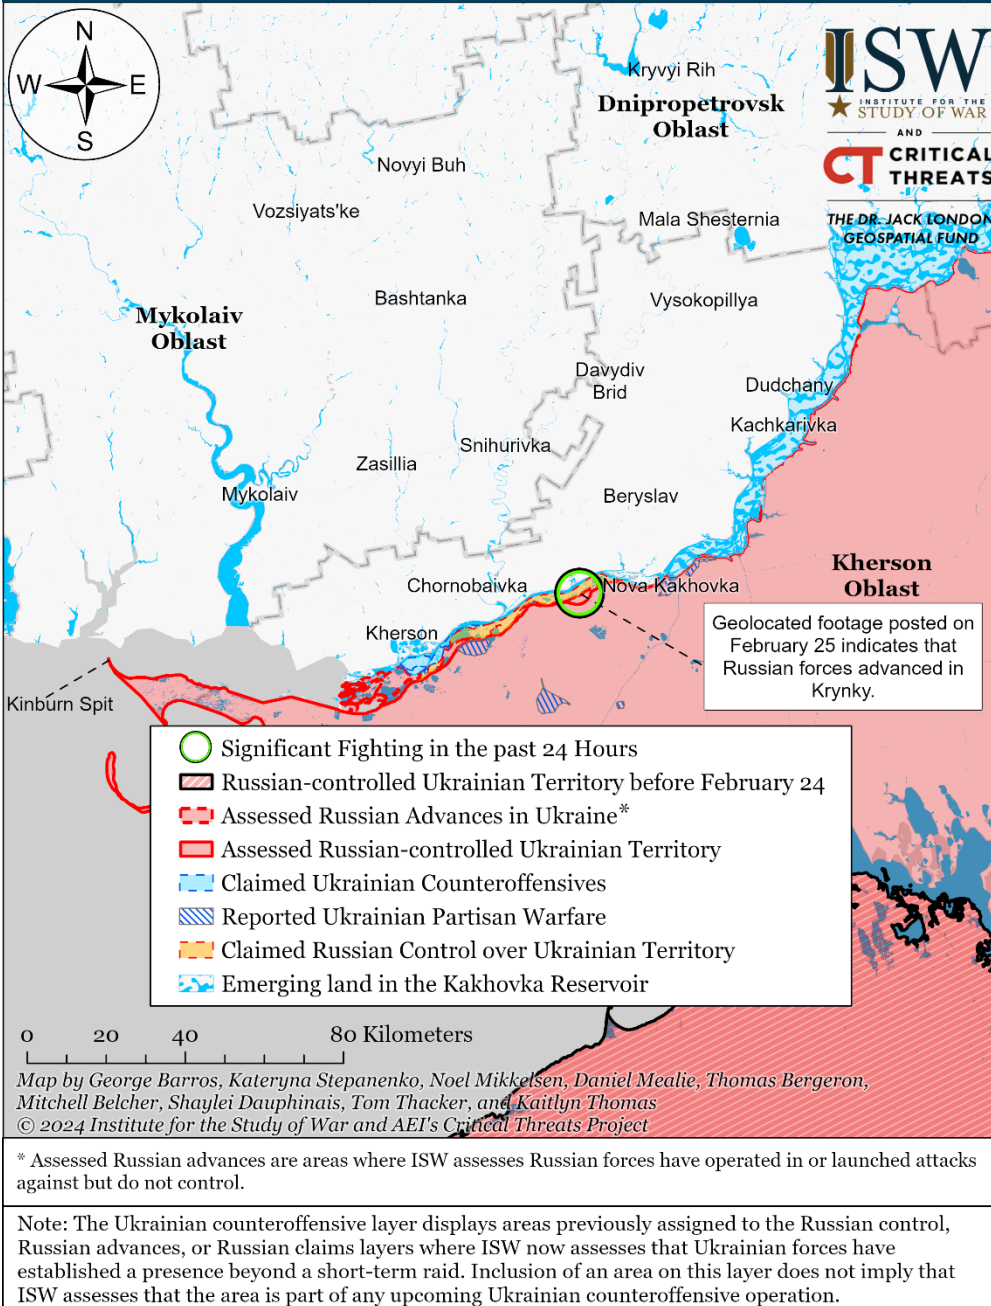 N
W E
S
ISW
INSTITUTE FOR THE
STUDY OF WAR
AND
CT CRITICAL
THREATS
THE DR. JACK LONDON
GEOSPATIAL FUND
Kryvyi Rih
Dnipropetrovsk
Oblast
Novyi Buh
Vozsiyats'ke
Mala Shesternia
Bashtanka
Vysokopillya
Mykolaiv
Oblast
Davydiv
Brid
Dudchany
Kachkarivka
Snihurivka
Zasillia
Mykolaiv
Beryslav
Kherson
Oblast
Chornobaivka
Nova Kakhovka
Kherson
Geolocated footage posted on
February 25 indicates that
Russian forces advanced in
Krynky.
Kinburn Spit
Significant Fighting in the past 24 Hours
Russian-controlled Ukrainian Territory before February 24
Assessed Russian Advances in Ukraine*
Assessed Russian-controlled Ukrainian Territory
Claimed Ukrainian Counteroffensives
Reported Ukrainian Partisan Warfare
Claimed Russian Control over Ukrainian Territory
Emerging land in the Kakhovka Reservoir
0 20 40 80 Kilometers
Map by George Barros, Kateryna Stepanenko, Noel Mikkelsen, Daniel Mealie, Thomas Bergeron,
Mitchell Belcher, Shaylei Dauphinais, Tom Thacker, and Kaitlyn Thomas
© 2024 Institute for the Study of War and AEI's Critical Threats Project
* Assessed Russian advances are areas where ISW assesses Russian forces have operated in or launched attacks
against but do not control.
Note: The Ukrainian counteroffensive layer displays areas previously assigned to the Russian control,
Russian advances, or Russian claims layers where ISW now assesses that Ukrainian forces have
established a presence beyond a short-term raid. Inclusion of an area on this layer does not imply that
ISW assesses that the area is part of any upcoming Ukrainian counteroffensive operation.